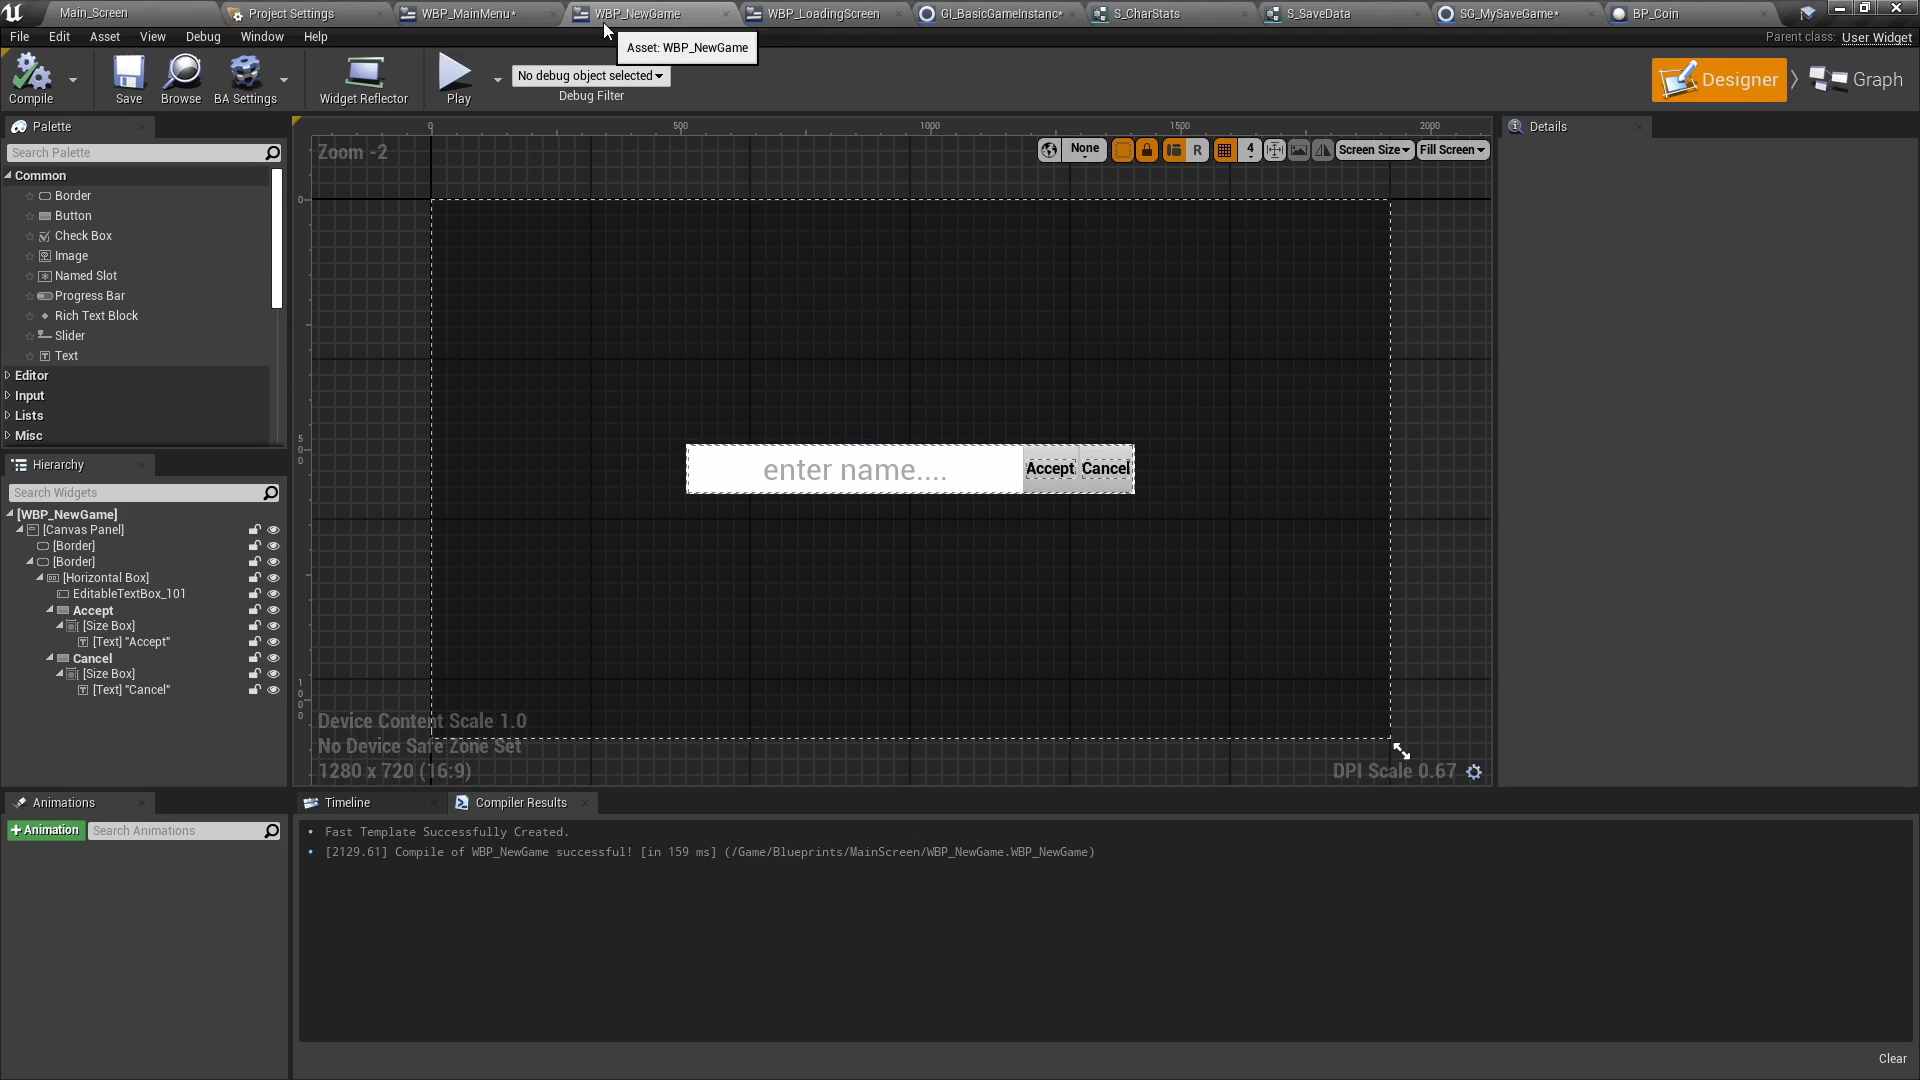 Main_Screen
Project Settings
WBP_MainMenu*
WBP_NewGame
WBP_LoadingScreen
GI_BasicGameInstanc*
S_CharStats
S_SaveData
SG_MySaveGame*
BP_Coin
File
Edit
Asset
View
Debug
Window
Help
Parent class:
User Widget
Asset: WBP_NewGame
Compile
Save
Browse
BA Settings
Widget Reflector
Play
No debug object selected
Debug Filter
Designer
Graph
Palette
Search Palette
Common
Border
Button
Check Box
Image
Named Slot
Progress Bar
Rich Text Block
Slider
Text
Editor
Input
Lists
Misc
Hierarchy
Search Widgets
[WBP_NewGame]
[Canvas Panel]
[Border]
[Border]
[Horizontal Box]
EditableTextBox_101
Accept
[Size Box]
[Text] "Accept"
Cancel
[Size Box]
[Text] "Cancel"
0
500
1000
1500
2000
Zoom -2
None
R
4
Screen Size
Fill Screen
0
500
1000
enter name....
Accept
Cancel
Device Content Scale 1.0
No Device Safe Zone Set
1280 x 720 (16:9)
DPI Scale 0.67
Details
Animations
+Animation
Search Animations
Timeline
Compiler Results
• Fast Template Successfully Created.
• [2129.61] Compile of WBP_NewGame successful! [in 159 ms] (/Game/Blueprints/MainScreen/WBP_NewGame.WBP_NewGame)
Clear